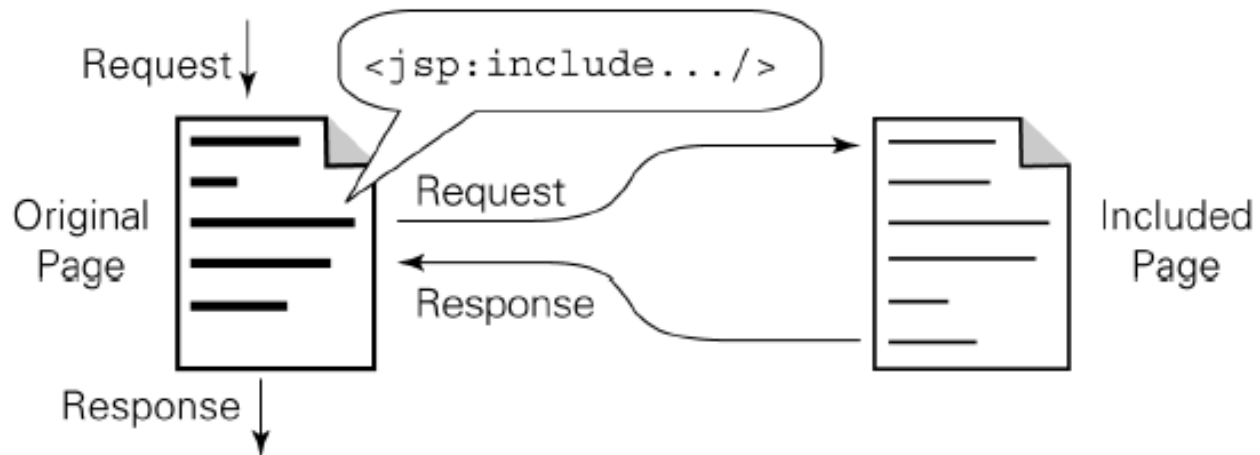 Request
<jsp:include.../>
Original
Page
Request
Response
Included
Page
Response